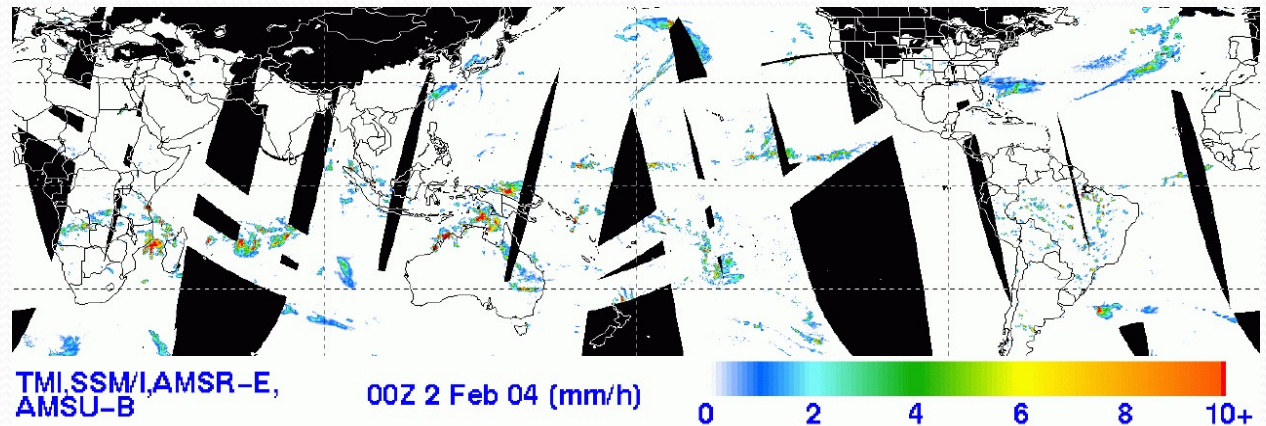 TMI,SSM/I,AMSR-E,
AMSU-B
00Z 2 Feb 04 (mm/h)
0 2 4 6 8 10+